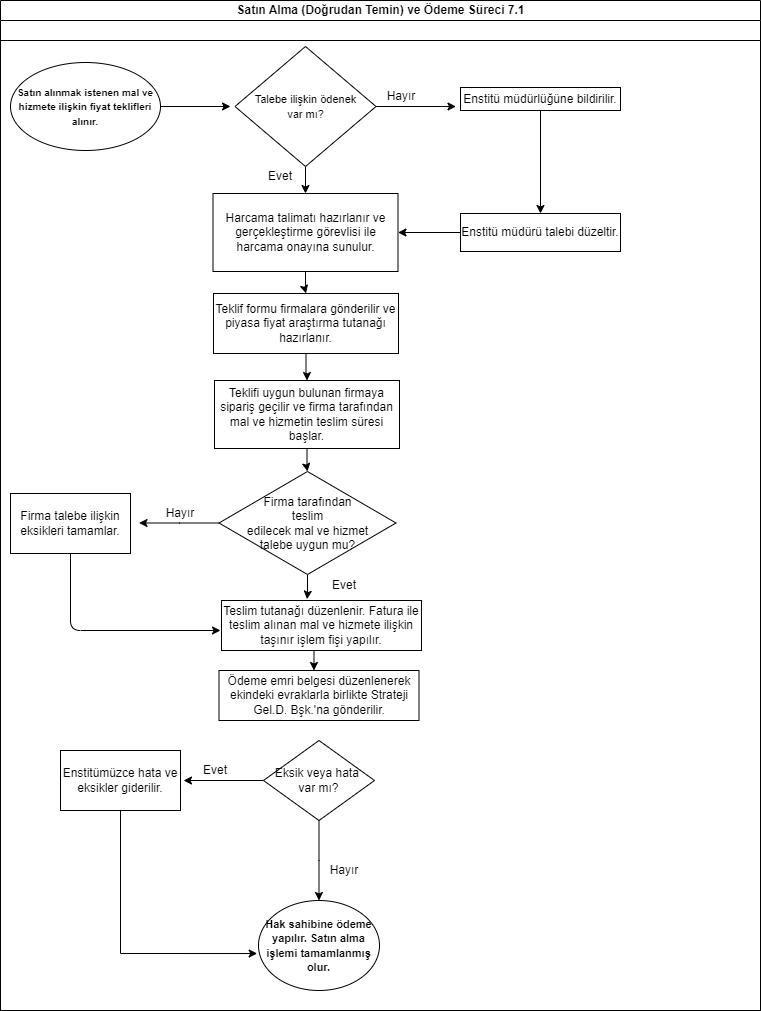 Satın Alma (Doğrudan Temin) ve Ödeme Süreci 7.1
Satın alınmak istenen mal ve
hizmete ilişkin fiyat teklifleri
alınır.
Talebe ilişkin ödenek
var mı?
Hayır
Enstitü müdürlüğüne bildirilir.
Evet
Harcama talimatı hazırlanır ve
gerçekleştirme görevlisi ile
harcama onayına sunulur.
Enstitü müdürü talebi düzeltir.
Teklif formu firmalara gönderilir ve
piyasa fiyat araştırma tutanağı
hazırlanır.
Teklifi uygun bulunan firmaya
sipariş geçilir ve firma tarafından
mal ve hizmetin teslim süresi
başlar.
Firma tarafından
teslim
edilecek mal ve hizmet
talebe uygun mu?
Hayır
Firma talebe ilişkin
eksikleri tamamlar.
Evet
Teslim tutanağı düzenlenir. Fatura ile
teslim alınan mal ve hizmete ilişkin
taşınır işlem fişi yapılır.
Ödeme emri belgesi düzenlenerek
ekindeki evraklarla birlikte Strateji
Gel.D. Bşk.'na gönderilir.
Eksik veya hata
var mı?
Evet
Enstitümüzce hata ve
eksikler giderilir.
Hayır
Hak sahibine ödeme
yapılır. Satın alma
işlemi tamamlanmış
olur.